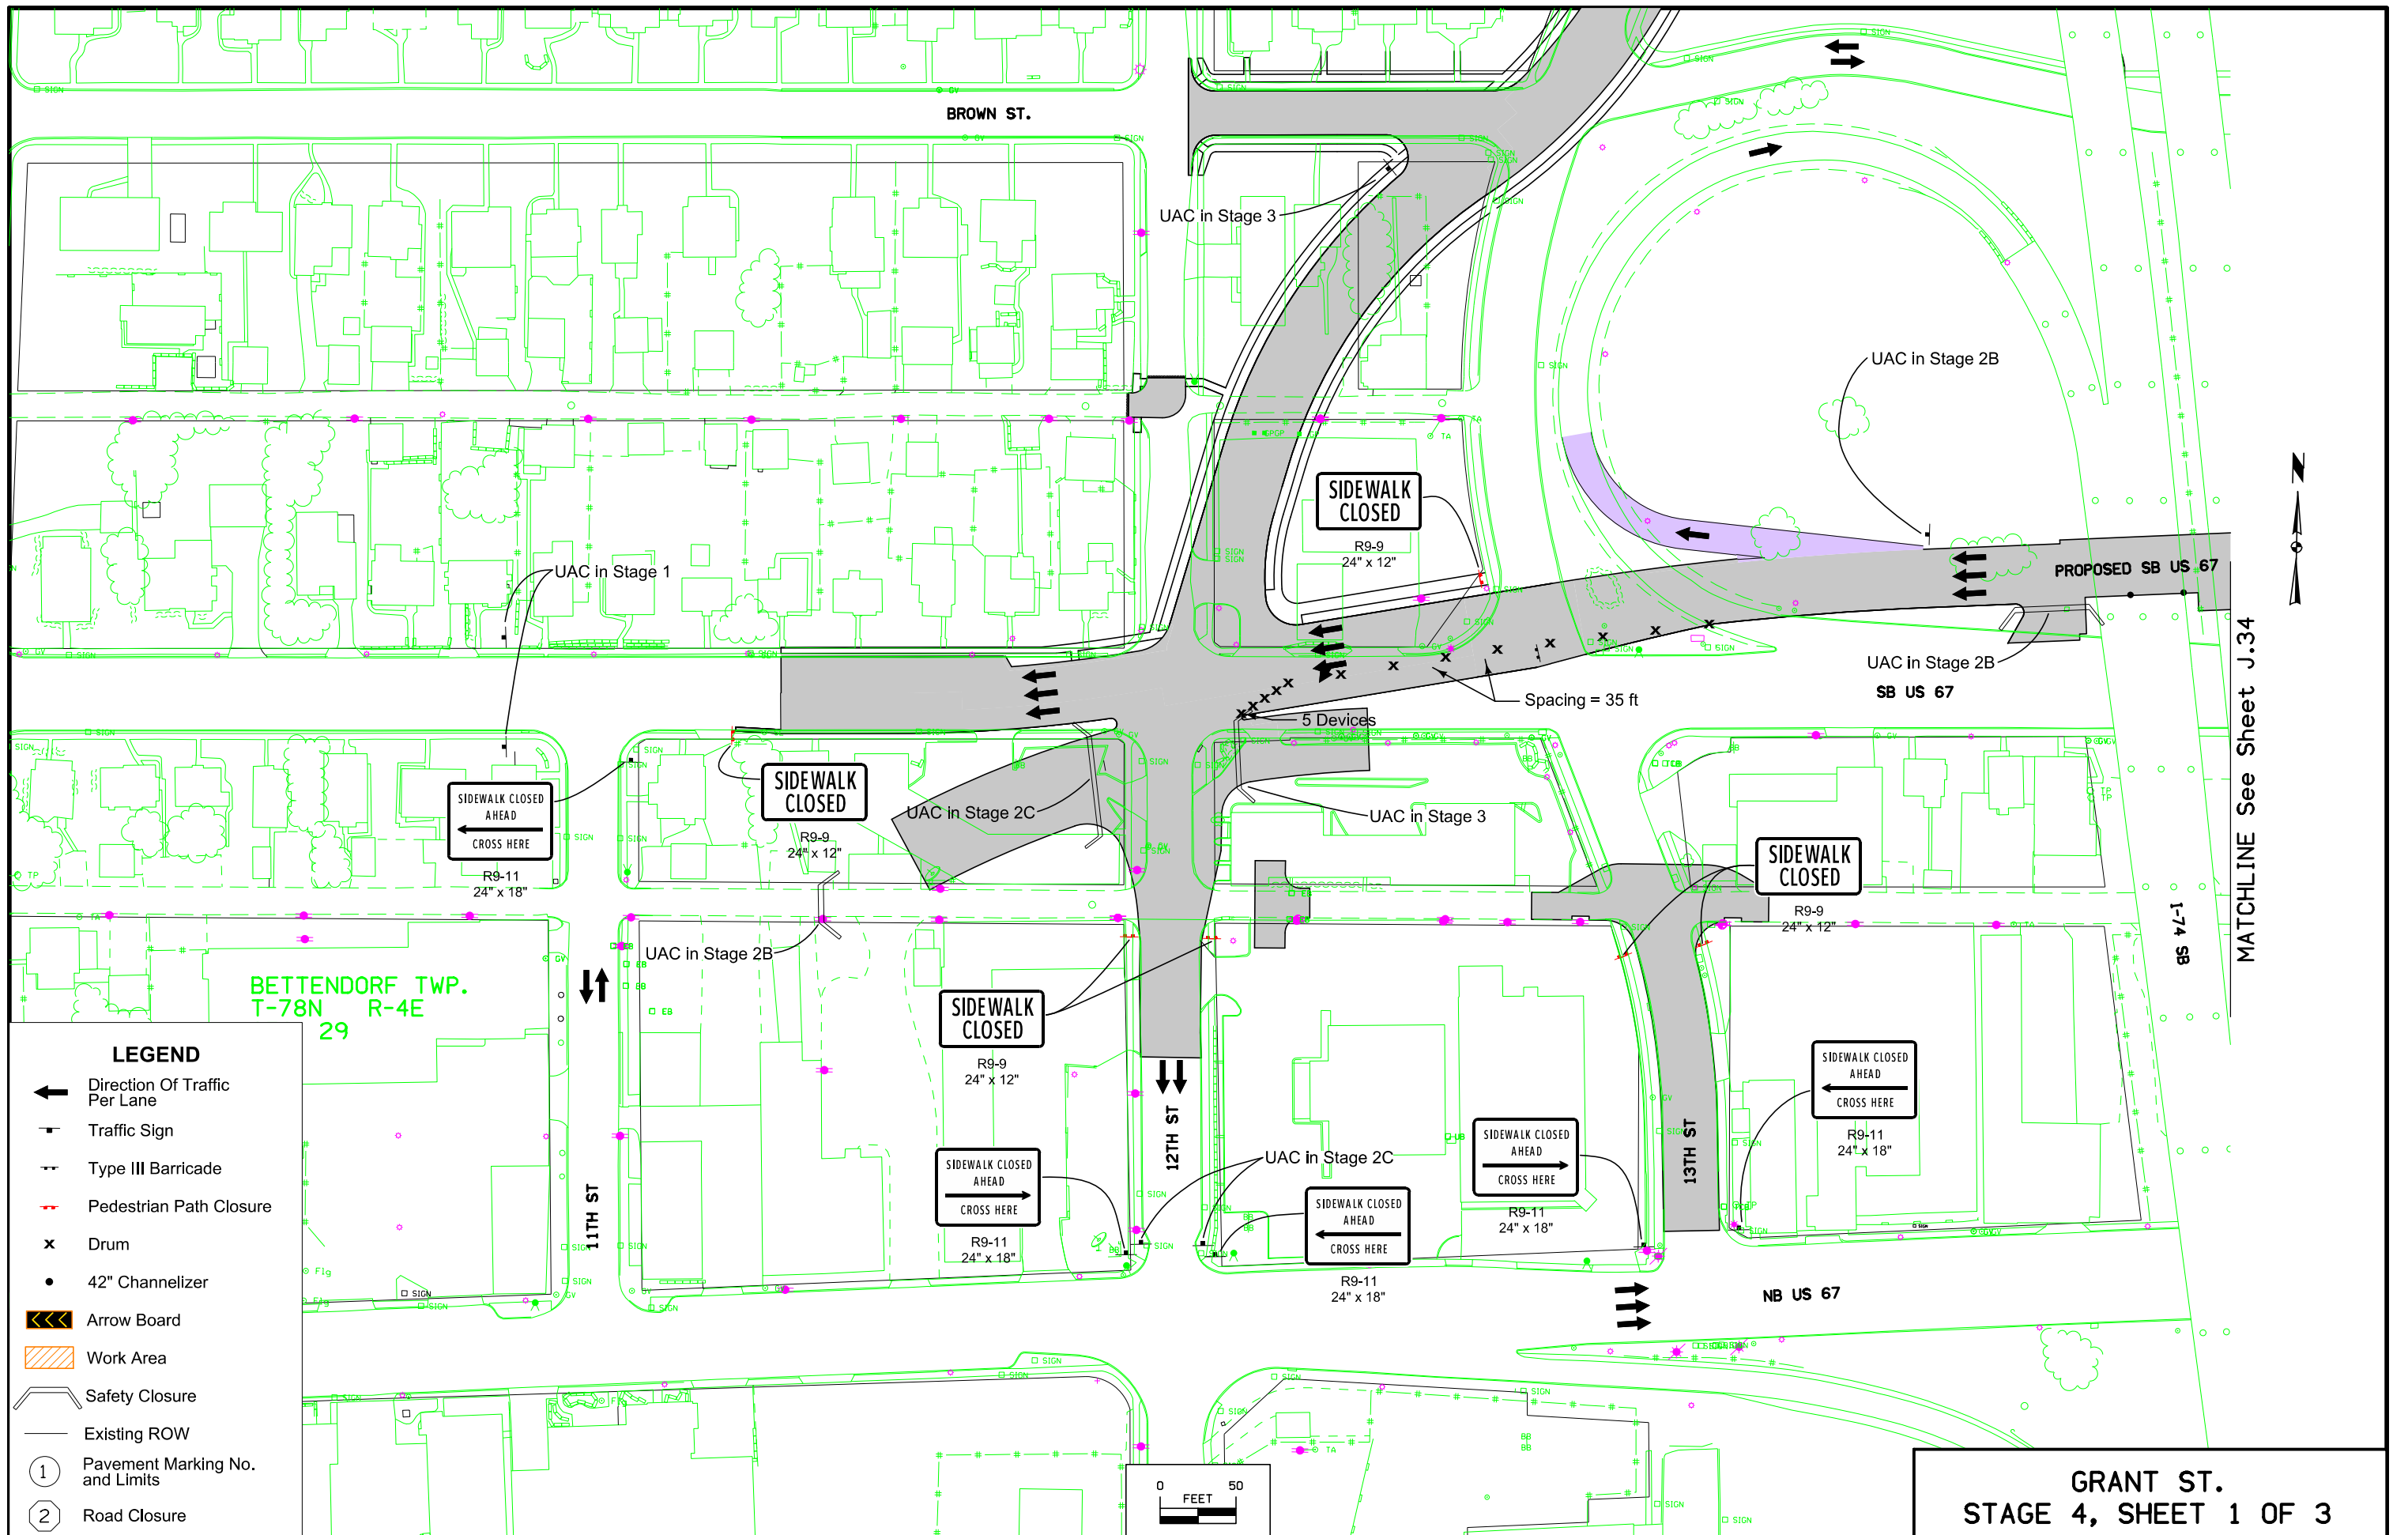 BROWN ST.
UAC in Stage 3
UAC in Stage 2B
SIDEWALK
CLOSED
R9-9
24" x 12"
UAC in Stage 1
PROPOSED SB US 67
N
MATCHLINE See Sheet J.34
UAC in Stage 2B
SB US 67
Spacing = 35 ft
5 Devices
SIDEWALK CLOSED
AHEAD
CROSS HERE
R9-11
24" x 18"
SIDEWALK
CLOSED
R9-9
24" x 12"
UAC in Stage 2C
UAC in Stage 3
SIDEWALK
CLOSED
R9-9
24" x 12"
I-74 SB
UAC in Stage 2B
BETTENDORF TWP.
T-78N R-4E
29
SIDEWALK
CLOSED
R9-9
24" x 12"
11TH ST
12TH ST
13TH ST
SIDEWALK CLOSED
AHEAD
CROSS HERE
R9-11
24" x 18"
UAC in Stage 2C
SIDEWALK CLOSED
AHEAD
CROSS HERE
R9-11
24" x 18"
SIDEWALK CLOSED
AHEAD
CROSS HERE
R9-11
24" x 18"
SIDEWALK CLOSED
AHEAD
CROSS HERE
R9-11
24" x 18"
NB US 67
LEGEND
Direction Of Traffic
Per Lane
Traffic Sign
Type III Barricade
Pedestrian Path Closure
Drum
42" Channelizer
Arrow Board
Work Area
Safety Closure
Existing ROW
1
Pavement Marking No.
and Limits
2
Road Closure
0 50
FEET
GRANT ST.
STAGE 4, SHEET 1 OF 3